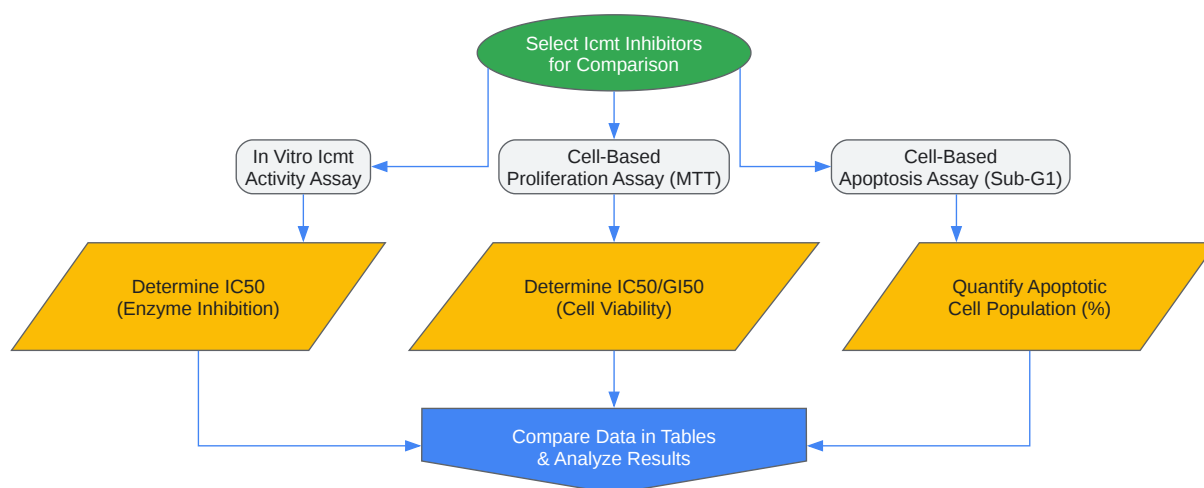 Select Icmt Inhibitors
for Comparison
In Vitro Icmt
Activity Assay
Cell-Based
Proliferation Assay (MTT)
Cell-Based
Apoptosis Assay (Sub-G1)
Determine IC50
(Enzyme Inhibition)
Determine IC50/GI50
(Cell Viability)
Quantify Apoptotic
Cell Population (%)
Compare Data in Tables
& Analyze Results